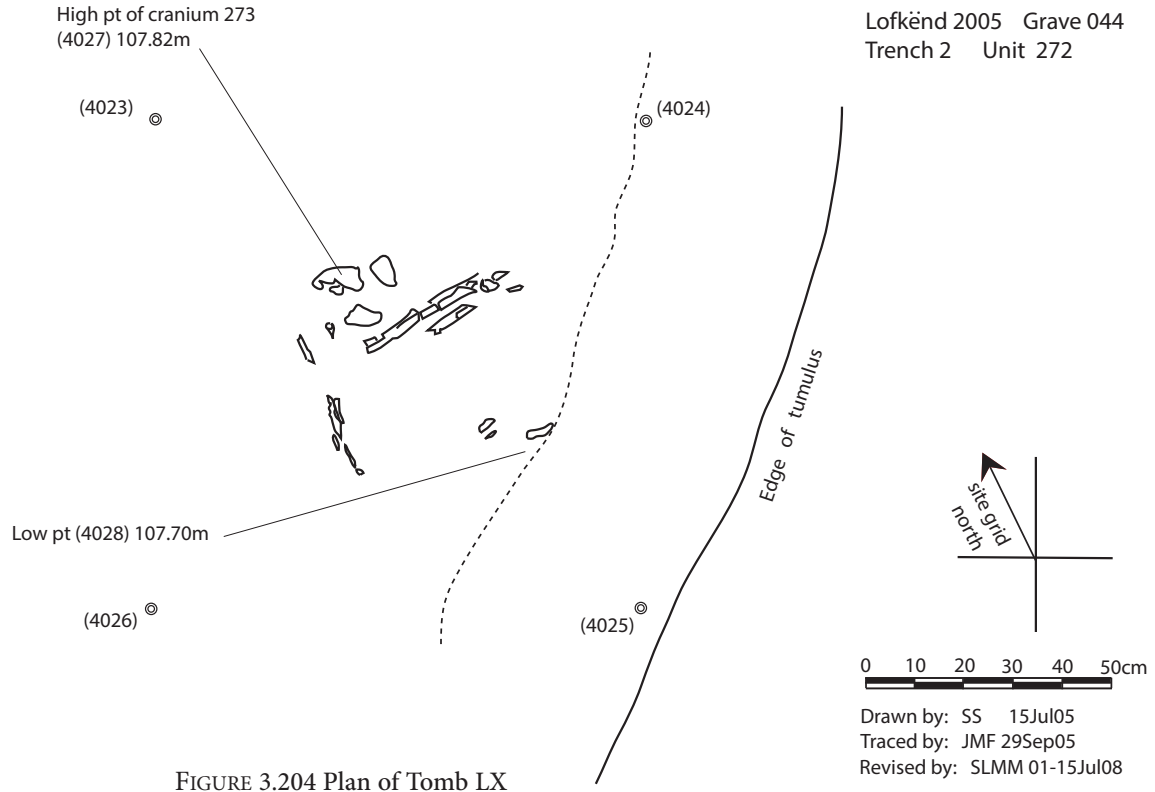 High pt of cranium 273
(4027) 107.82m
Lofkënd 2005 Grave 044
Trench 2 Unit 272
(4023)
(4024)
Edge of tumulus
Low pt (4028) 107.70m
site grid
north
(4026)
(4025)
0 10 20 30 40 50cm
Drawn by: SS 15Jul05
Traced by: JMF 29Sep05
Revised by: SLMM 01-15Jul08
FIGURE 3.204 Plan of Tomb LX